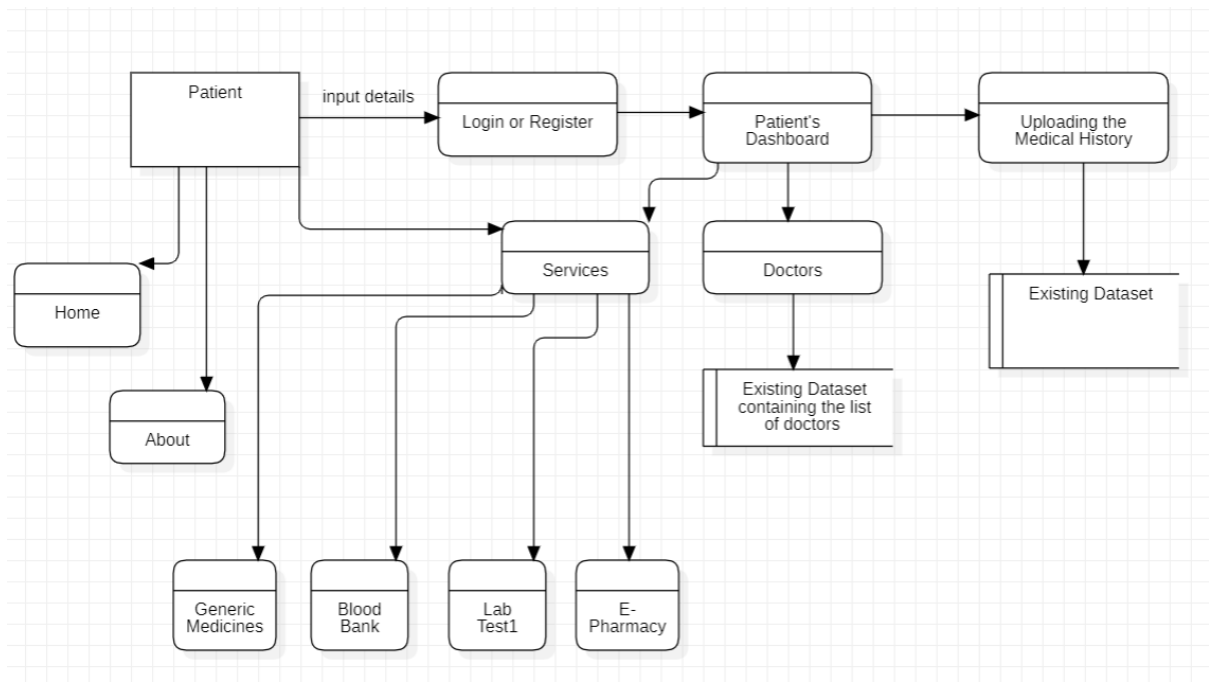 Patient
input details
Login or Register
Patient's
Dashboard
Uploading the
Medical History
Services
Doctors
Home
Existing Dataset
Existing Dataset
containing the list
of doctors
About
Generic
Medicines
Blood
Bank
Lab
Test1
E-
Pharmacy